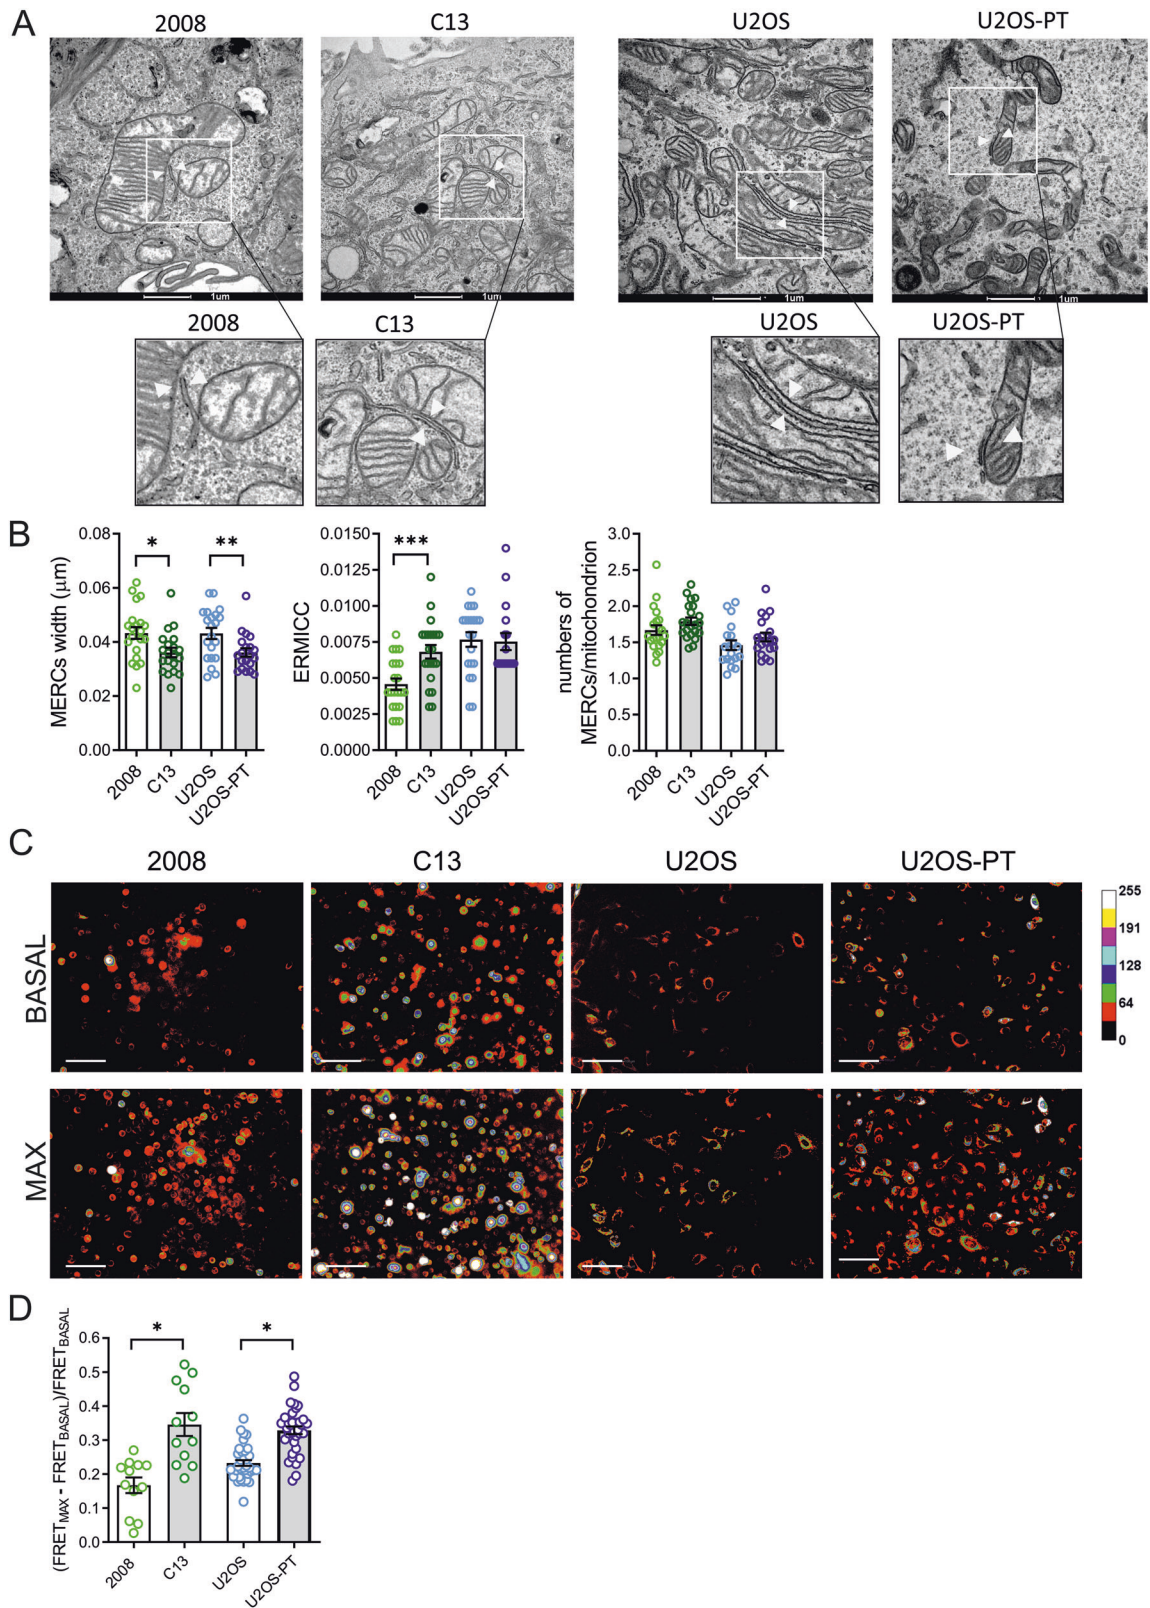 A
2008
C13
U2OS
U2OS-PT
1um
1um
1um
1um
2008
C13
U2OS
U2OS-PT
B
MERCs width (μm)
0.08
0.06
0.04
0.02
0.00
*
**
2008
C13
U2OS
U2OS-PT
ERMICC
0.0150
0.0125
0.0100
0.0075
0.0050
0.0025
0.0000
***
2008
C13
U2OS
U2OS-PT
numbers of
MERCs/mitochondrion
3.0
2.5
2.0
1.5
1.0
0.5
0.0
2008
C13
U2OS
U2OS-PT
C
2008
C13
U2OS
U2OS-PT
BASAL
MAX
255
191
128
64
0
D
(FRETMAX - FRETBASAL)/FRETBASAL
0.6
0.5
0.4
0.3
0.2
0.1
0.0
*
*
2008
C13
U2OS
U2OS-PT